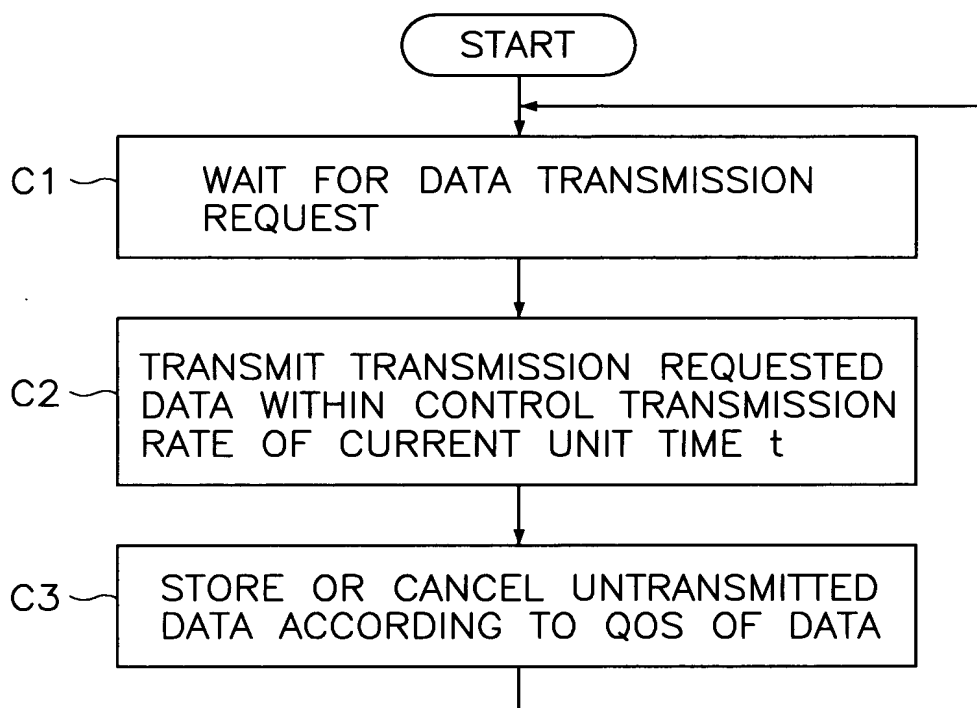 START
C1
WAIT FOR DATA TRANSMISSION
REQUEST
C2
TRANSMIT TRANSMISSION REQUESTED
DATA WITHIN CONTROL TRANSMISSION
RATE OF CURRENT UNIT TIME t
C3
STORE OR CANCEL UNTRANSMITTED
DATA ACCORDING TO QOS OF DATA